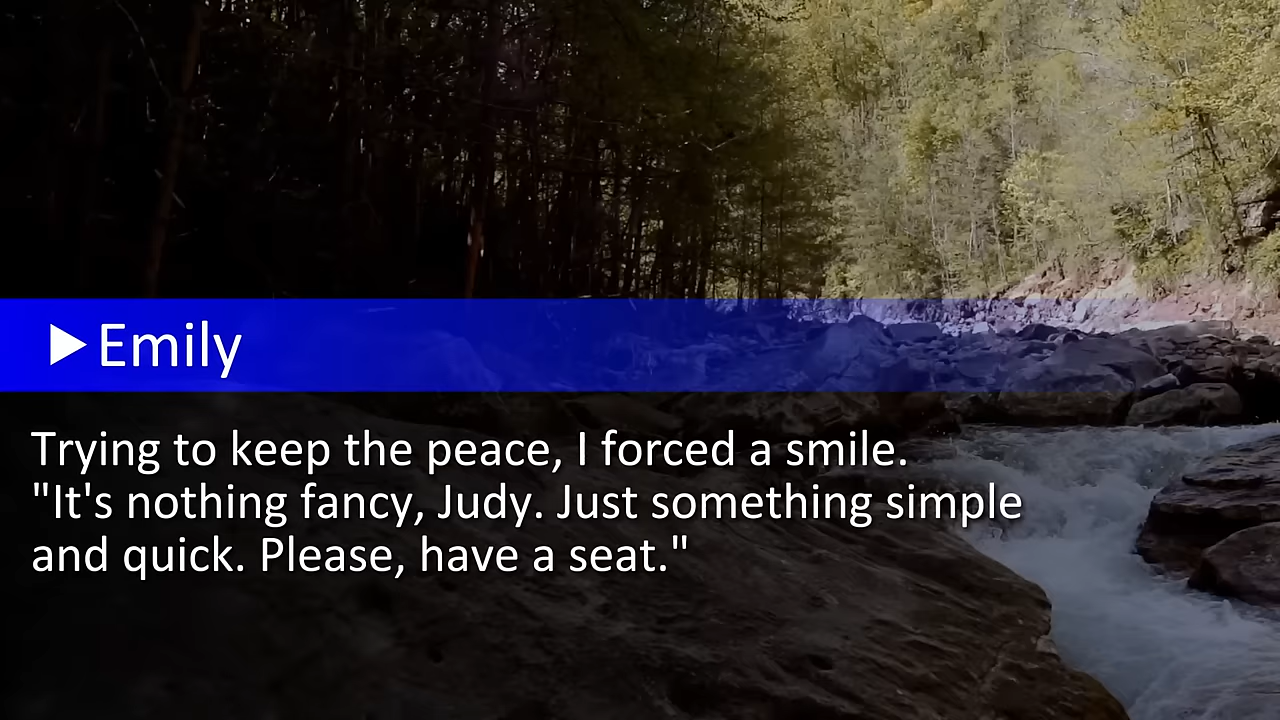 ▶Emily
Trying to keep the peace, I forced a smile.
"It's nothing fancy, Judy. Just something simple
and quick. Please, have a seat."